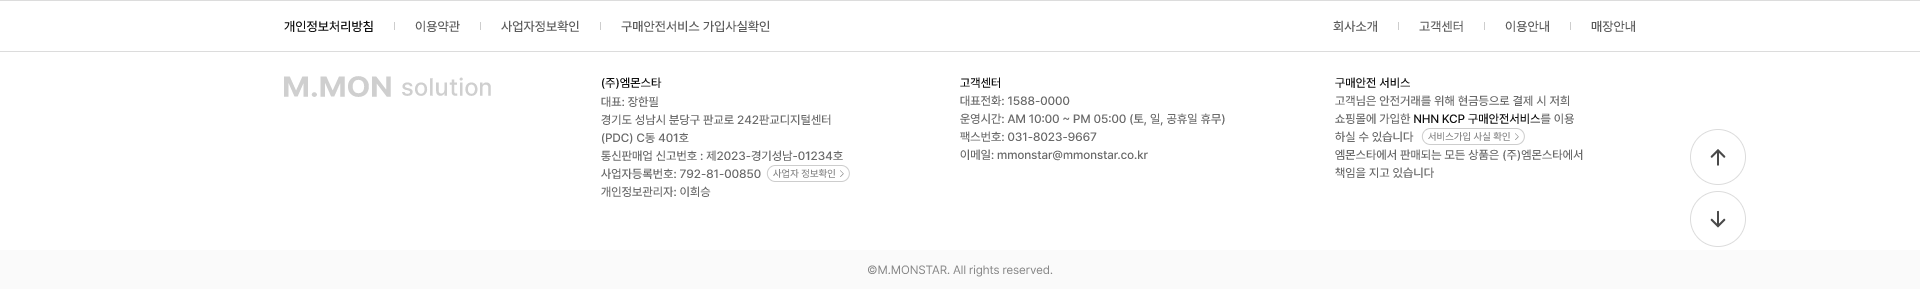 개인정보처리방침 이용약관 사업자정보확인 구매안전서비스 가입사실확인 회사소개 고객센터 이용안내 매장안내
M.MON solution
(주)엠몬스타
대표: 장한필
경기도 성남시 분당구 판교로 242판교디지털센터
(PDC) C동 401호
통신판매업 신고번호 : 제2023-경기성남-01234호
사업자등록번호: 792-81-00850 사업자 정보확인 >
개인정보관리자: 이희승
고객센터
대표전화: 1588-0000
운영시간: AM 10:00 ~ PM 05:00 (토, 일, 공휴일 휴무)
팩스번호: 031-8023-9667
이메일: mmonstar@mmonstar.co.kr
구매안전 서비스
고객님은 안전거래를 위해 현금등으로 결제 시 저희
쇼핑몰에 가입한 NHN KCP 구매안전서비스를 이용
하실 수 있습니다 서비스가입 사실 확인 >
엠몬스타에서 판매되는 모든 상품은 (주)엠몬스타에서
책임을 지고 있습니다
©M.MONSTAR. All rights reserved.